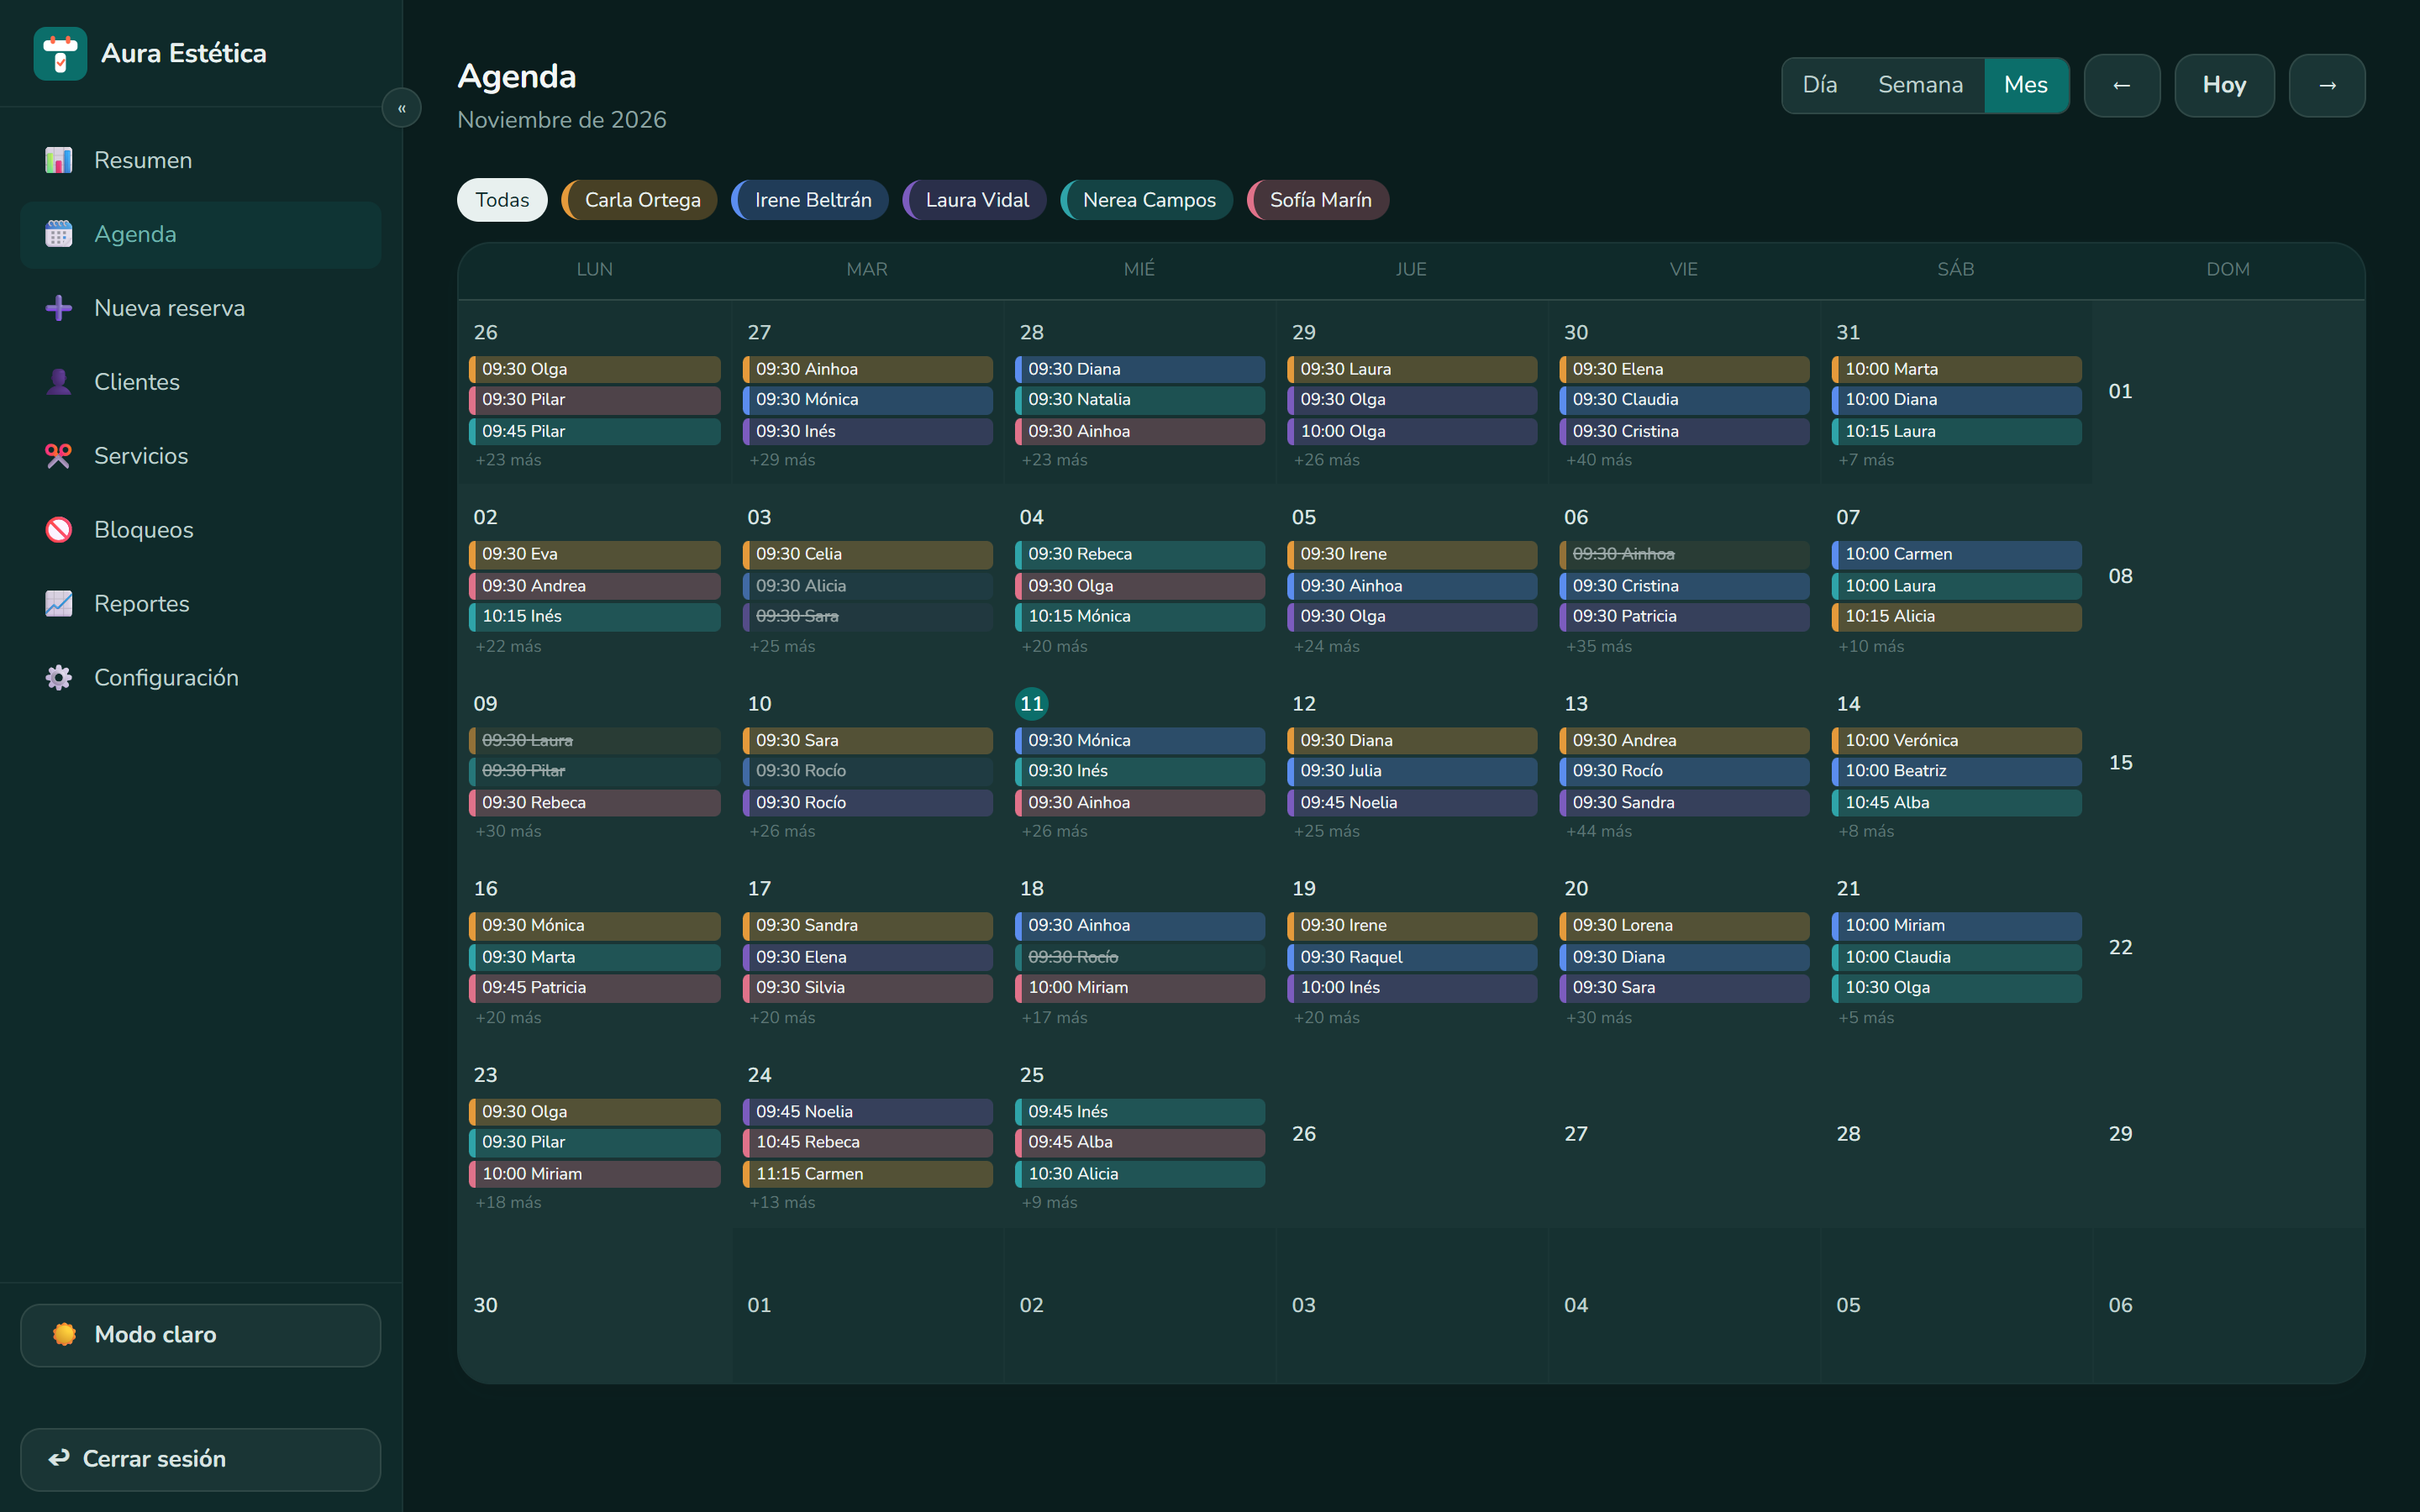 Aura Estética
«
Resumen
Agenda
Nueva reserva
Clientes
Servicios
Bloqueos
Reportes
Configuración
Modo claro
Cerrar sesión
Agenda
Noviembre de 2026
Día Semana Mes ← Hoy →
Todas Carla Ortega Irene Beltrán Laura Vidal Nerea Campos Sofía Marín
LUN MAR MIÉ JUE VIE SÁB DOM
26 27 28 29 30 31
09:30 Olga 09:30 Ainhoa 09:30 Diana 09:30 Laura 09:30 Elena 10:00 Marta
01
09:30 Pilar 09:30 Mónica 09:30 Natalia 09:30 Olga 09:30 Claudia 10:00 Diana
09:45 Pilar 09:30 Inés 09:30 Ainhoa 10:00 Olga 09:30 Cristina 10:15 Laura
+23 más +29 más +23 más +26 más +40 más +7 más
02 03 04 05 06 07
09:30 Eva 09:30 Celia 09:30 Rebeca 09:30 Irene 09:30 Ainhoa 10:00 Carmen
08
09:30 Andrea 09:30 Alicia 09:30 Olga 09:30 Ainhoa 09:30 Cristina 10:00 Laura
10:15 Inés 09:30 Sara 10:15 Mónica 09:30 Olga 09:30 Patricia 10:15 Alicia
+22 más +25 más +20 más +24 más +35 más +10 más
09 10 11 12 13 14
09:30 Laura 09:30 Sara 09:30 Mónica 09:30 Diana 09:30 Andrea 10:00 Verónica
15
09:30 Pilar 09:30 Rocío 09:30 Inés 09:30 Julia 09:30 Rocío 10:00 Beatriz
09:30 Rebeca 09:30 Rocío 09:30 Ainhoa 09:45 Noelia 09:30 Sandra 10:45 Alba
+30 más +26 más +26 más +25 más +44 más +8 más
16 17 18 19 20 21
09:30 Mónica 09:30 Sandra 09:30 Ainhoa 09:30 Irene 09:30 Lorena 10:00 Miriam
22
09:30 Marta 09:30 Elena 09:30 Rocío 09:30 Raquel 09:30 Diana 10:00 Claudia
09:45 Patricia 09:30 Silvia 10:00 Miriam 10:00 Inés 09:30 Sara 10:30 Olga
+20 más +20 más +17 más +20 más +30 más +5 más
23 24 25
09:30 Olga 09:45 Noelia 09:45 Inés
26 27 28 29
09:30 Pilar 10:45 Rebeca 09:45 Alba
10:00 Miriam 11:15 Carmen 10:30 Alicia
+18 más +13 más +9 más
30 01 02 03 04 05 06